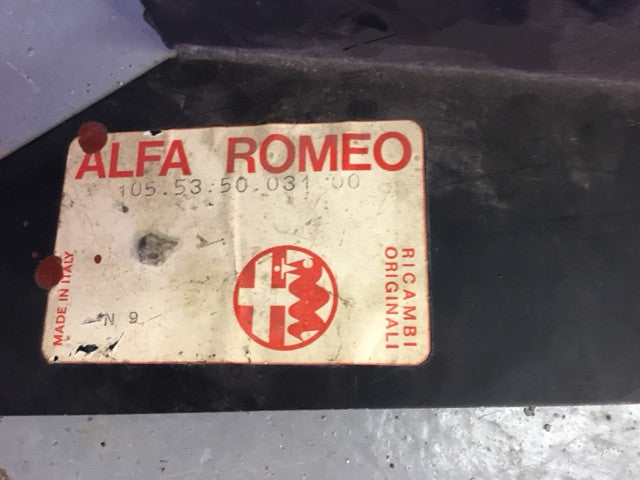 ALFA ROMEO
105.53.50.031 00
MADE IN ITALY
N 9
RICAMBI
ORIGINALI